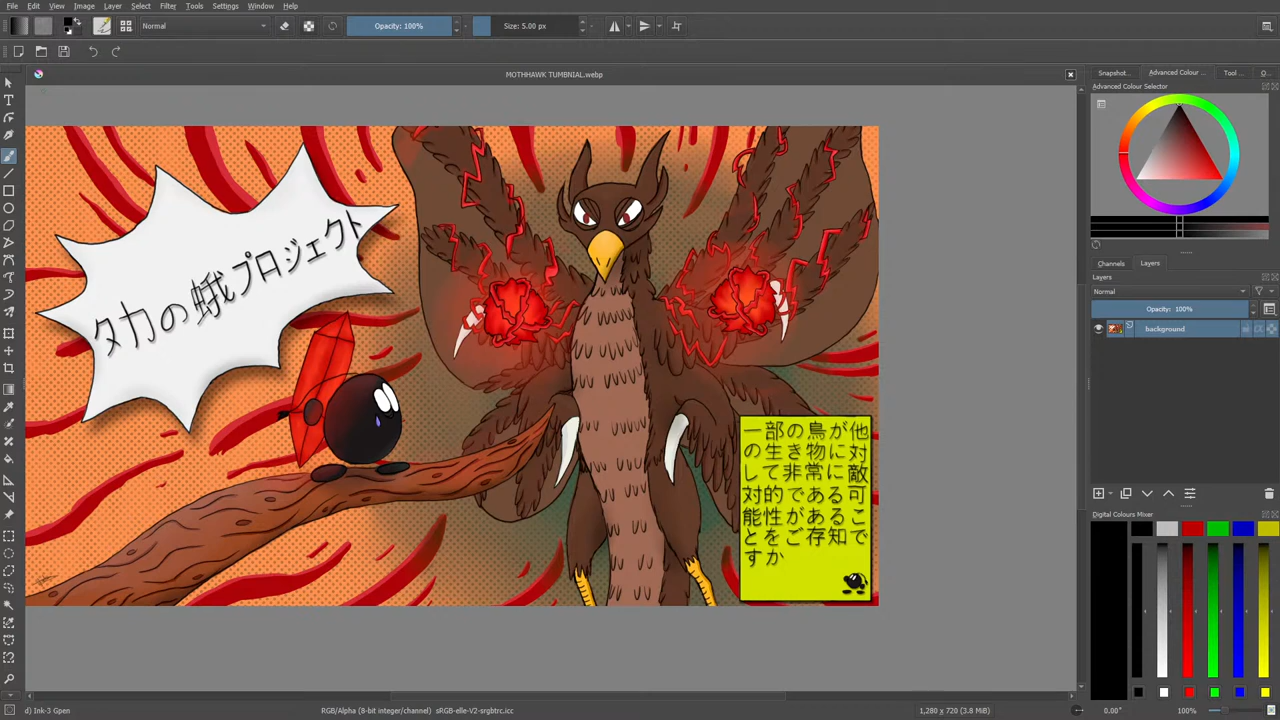 File Edit View Image Layer Select Filter Tools Settings Window Help
Normal Opacity: 100% Size: 5.00 px
MOTHHAWK TUMBNIAL.webp
タカの蛾プロジェクト
一部の鳥が他
の生き物に対
して非常に敵
対的である可
能性があるこ
とをご存知で
すか
Snapshot... Advanced Colour ... Tool ... O...
Advanced Colour Selector
Channels Layers
Layers
Normal
Opacity: 100%
background
Digital Colours Mixer
d) Ink-3 Gpen RGB/Alpha (8-bit integer/channel) sRGB-elle-V2-srgbtrc.icc 1,280 x 720 (3.8 MiB) 0.00° 100%